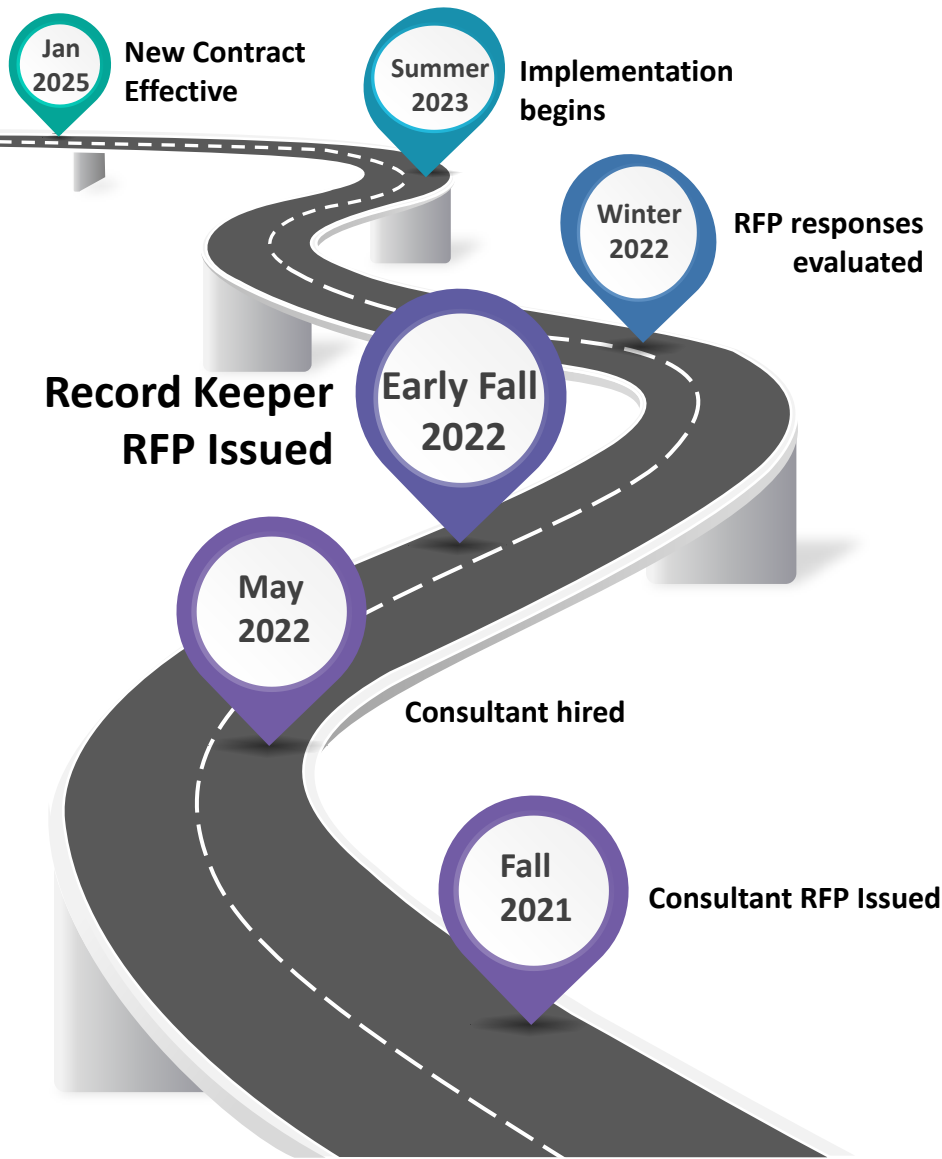 Jan
2025
New Contract
Effective
Summer
2023
Implementation
begins
Winter
2022
RFP responses
evaluated
Record Keeper
RFP Issued
Early Fall
2022
May
2022
Consultant hired
Fall
2021
Consultant RFP Issued